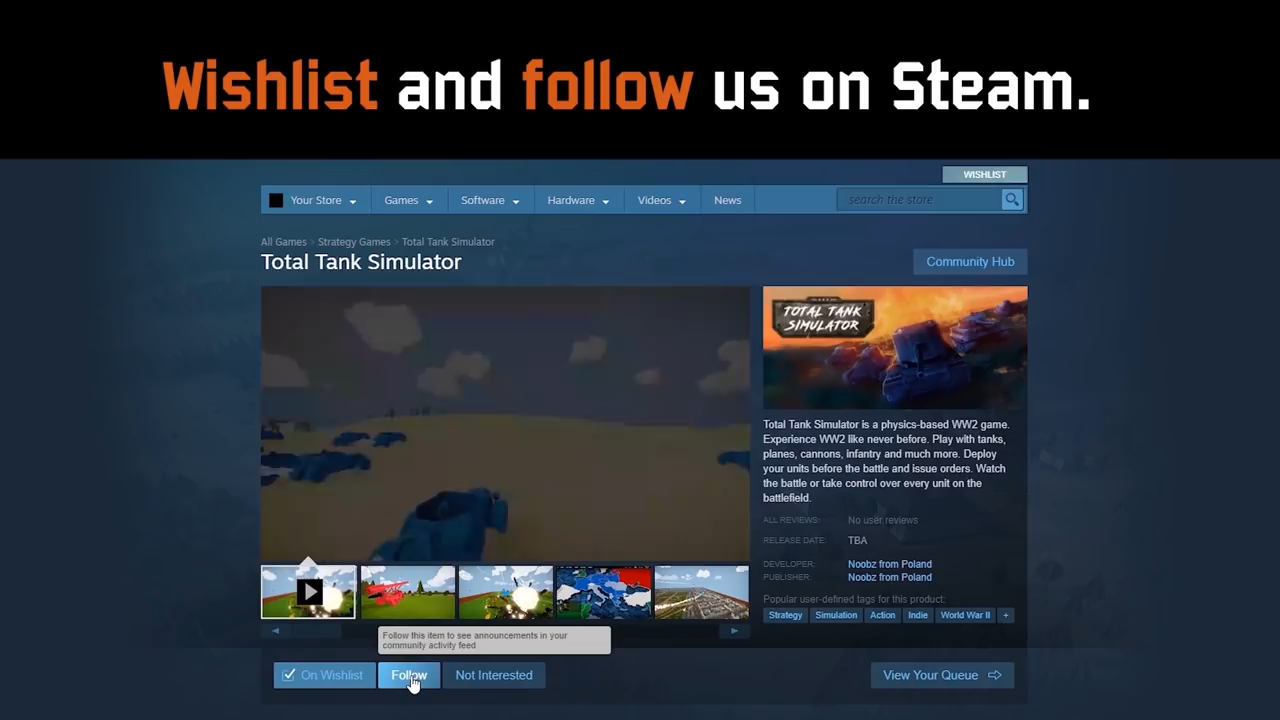 Wishlist and follow us on Steam.
WISHLIST
Your Store Games Software Hardware Videos News search the store
All Games > Strategy Games > Total Tank Simulator
Total Tank Simulator
Community Hub
TOTAL TANK
SIMULATOR
Total Tank Simulator is a physics-based WW2 game.
Experience WW2 like never before. Play with tanks,
planes, cannons, infantry and much more. Deploy
your units before the battle and issue orders. Watch
the battle or take control over every unit on the
battlefield.
ALL REVIEWS: No user reviews
RELEASE DATE: TBA
DEVELOPER: Noobz from Poland
PUBLISHER: Noobz from Poland
Popular user-defined tags for this product:
Strategy Simulation Action Indie World War II +
Follow this item to see announcements in your
community activity feed
On Wishlist Follow Not Interested View Your Queue